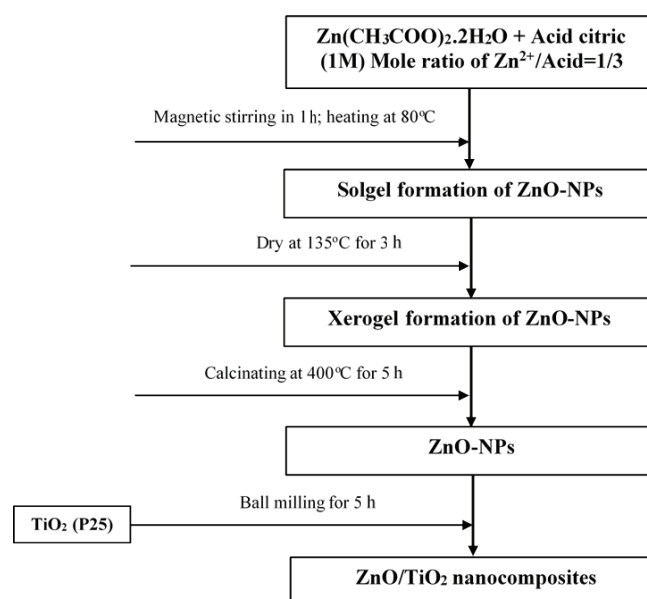 Zn(CH₃COO)₂.2H₂O + Acid citric
(1M) Mole ratio of Zn²⁺/Acid=1/3
Magnetic stirring in 1h; heating at 80°C
Solgel formation of ZnO-NPs
Dry at 135°C for 3 h
Xerogel formation of ZnO-NPs
Calcinating at 400°C for 5 h
ZnO-NPs
Ball milling for 5 h
TiO₂ (P25)
ZnO/TiO₂ nanocomposites